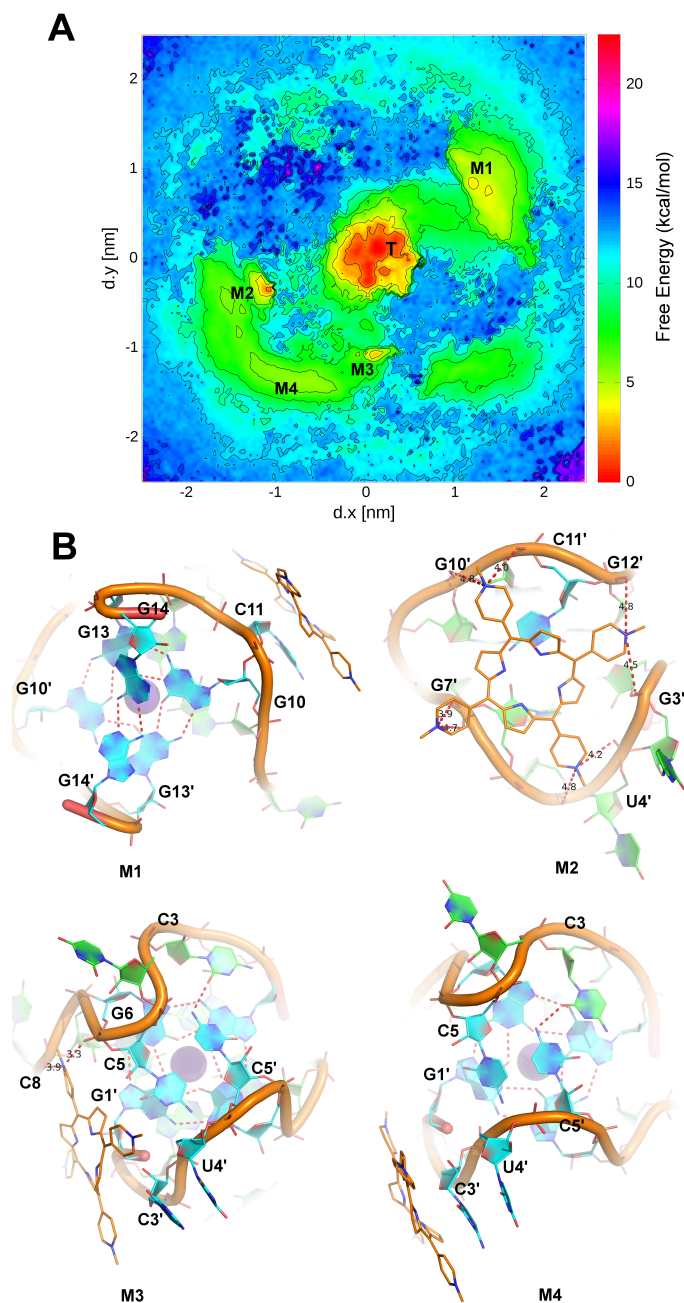 A
2
1
0
-1
-2
d.y [nm]
-2
-1
0
1
2
d.x [nm]
M1
T
M2
M3
M4
20
15
10
5
0
Free Energy (kcal/mol)
B
G14
G13
C11
G10'
G10
G14'
G13'
M1
C11'
G10'
G12'
4.8
4.0
4.8
4.5
G7'
G3'
3.9
4.7
4.2
4.8
U4'
M2
C3
G6
C5
3.3
3.9
C8
C5'
G1'
U4'
C3'
M3
C3
C5
G1'
C5'
U4'
C3'
M4